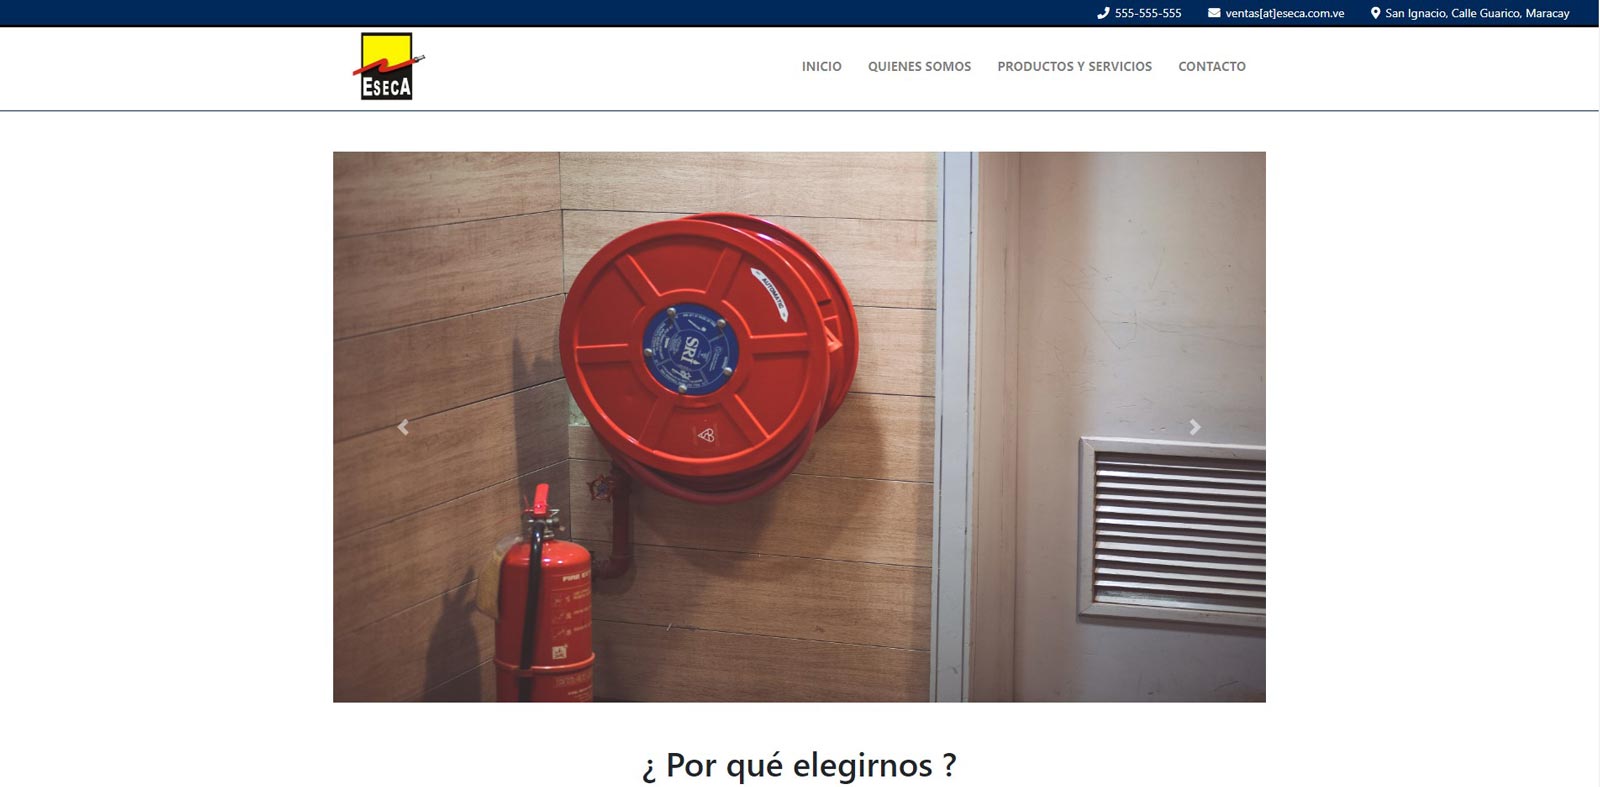 555-555-555 ventas[at]eseca.com.ve San Ignacio, Calle Guarico, Maracay
ESECA
INICIO QUIENES SOMOS PRODUCTOS Y SERVICIOS CONTACTO
AUTOMATIC
SRI
FIRE
¿ Por qué elegirnos ?